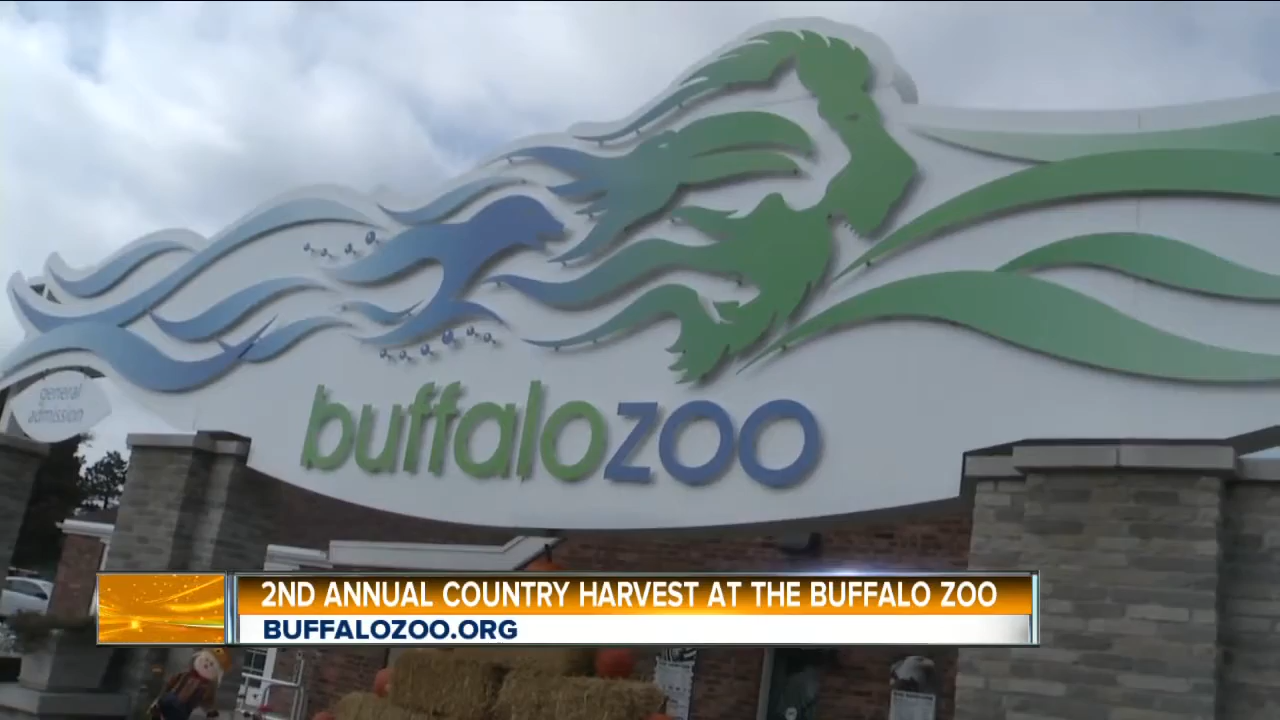 general
admission
buffalozoo
2ND ANNUAL COUNTRY HARVEST AT THE BUFFALO ZOO
BUFFALOZOO.ORG